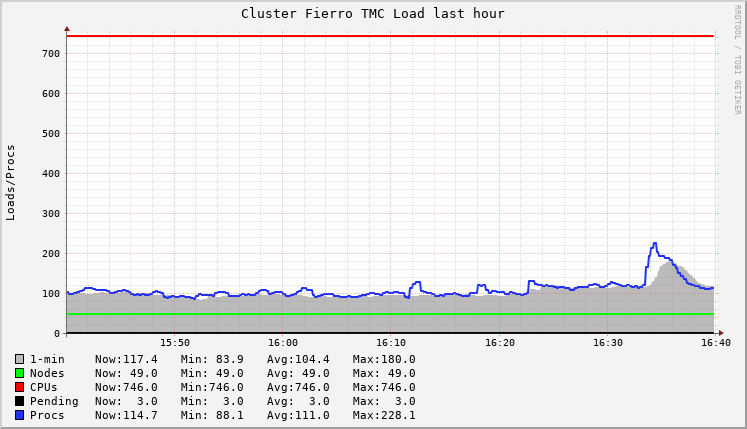 Cluster Fierro TMC Load last hour
RRDTOOL / TOBI OETIKER
Loads/Procs
700
600
500
400
300
200
100
0
15:50 16:00 16:10 16:20 16:30 16:40
1-min Now:117.4 Min: 83.9 Avg:104.4 Max:180.0
Nodes Now: 49.0 Min: 49.0 Avg: 49.0 Max: 49.0
CPUs Now:746.0 Min:746.0 Avg:746.0 Max:746.0
Pending Now: 3.0 Min: 3.0 Avg: 3.0 Max: 3.0
Procs Now:114.7 Min: 88.1 Avg:111.0 Max:228.1